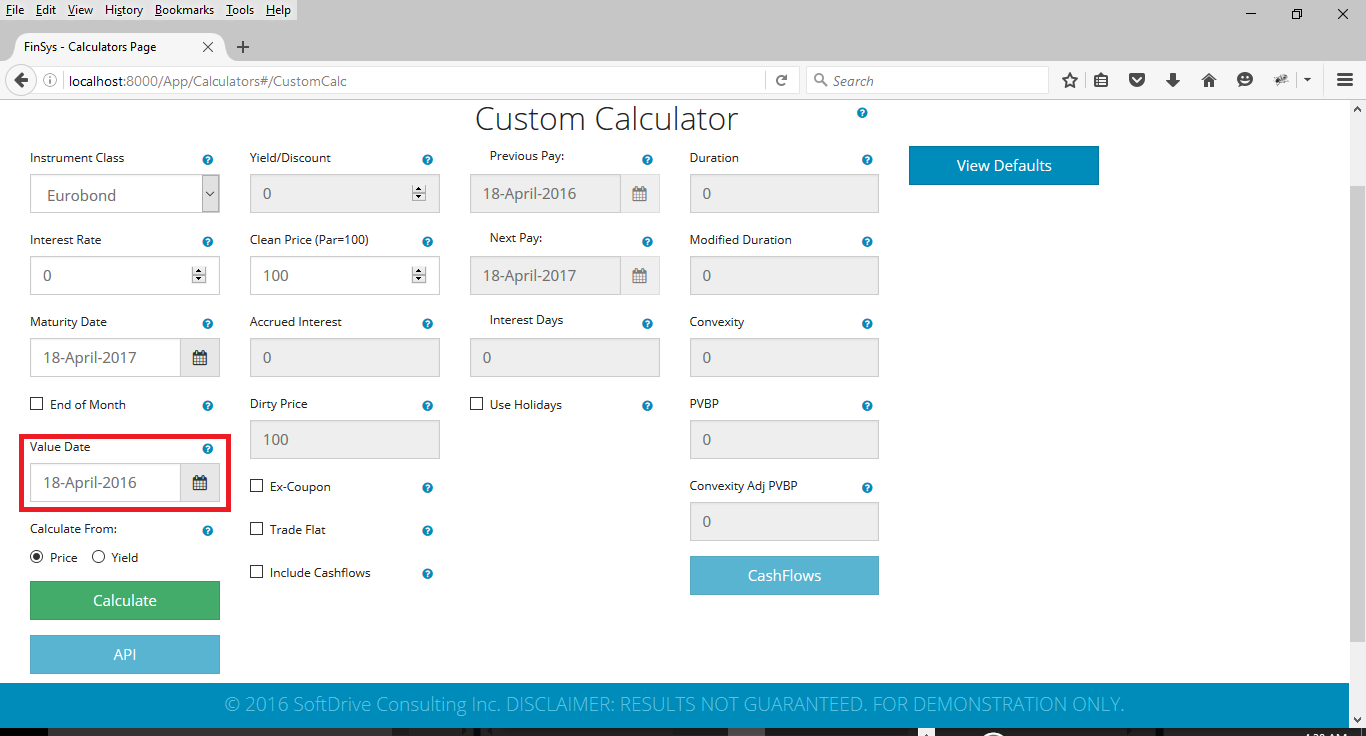 File Edit View History Bookmarks Tools Help
FinSys - Calculators Page
localhost:8000/App/Calculators#/CustomCalc
Search
Custom Calculator
Instrument Class
Eurobond
Interest Rate
0
Maturity Date
18-April-2017
End of Month
Value Date
18-April-2016
Calculate From:
Price Yield
Calculate
API
Yield/Discount
0
Clean Price (Par=100)
100
Accrued Interest
0
Dirty Price
100
Ex-Coupon
Trade Flat
Include Cashflows
Previous Pay:
18-April-2016
Next Pay:
18-April-2017
Interest Days
0
Use Holidays
Duration
0
Modified Duration
0
Convexity
0
PVBP
0
Convexity Adj PVBP
0
CashFlows
View Defaults
© 2016 SoftDrive Consulting Inc. DISCLAIMER: RESULTS NOT GUARANTEED. FOR DEMONSTRATION ONLY.